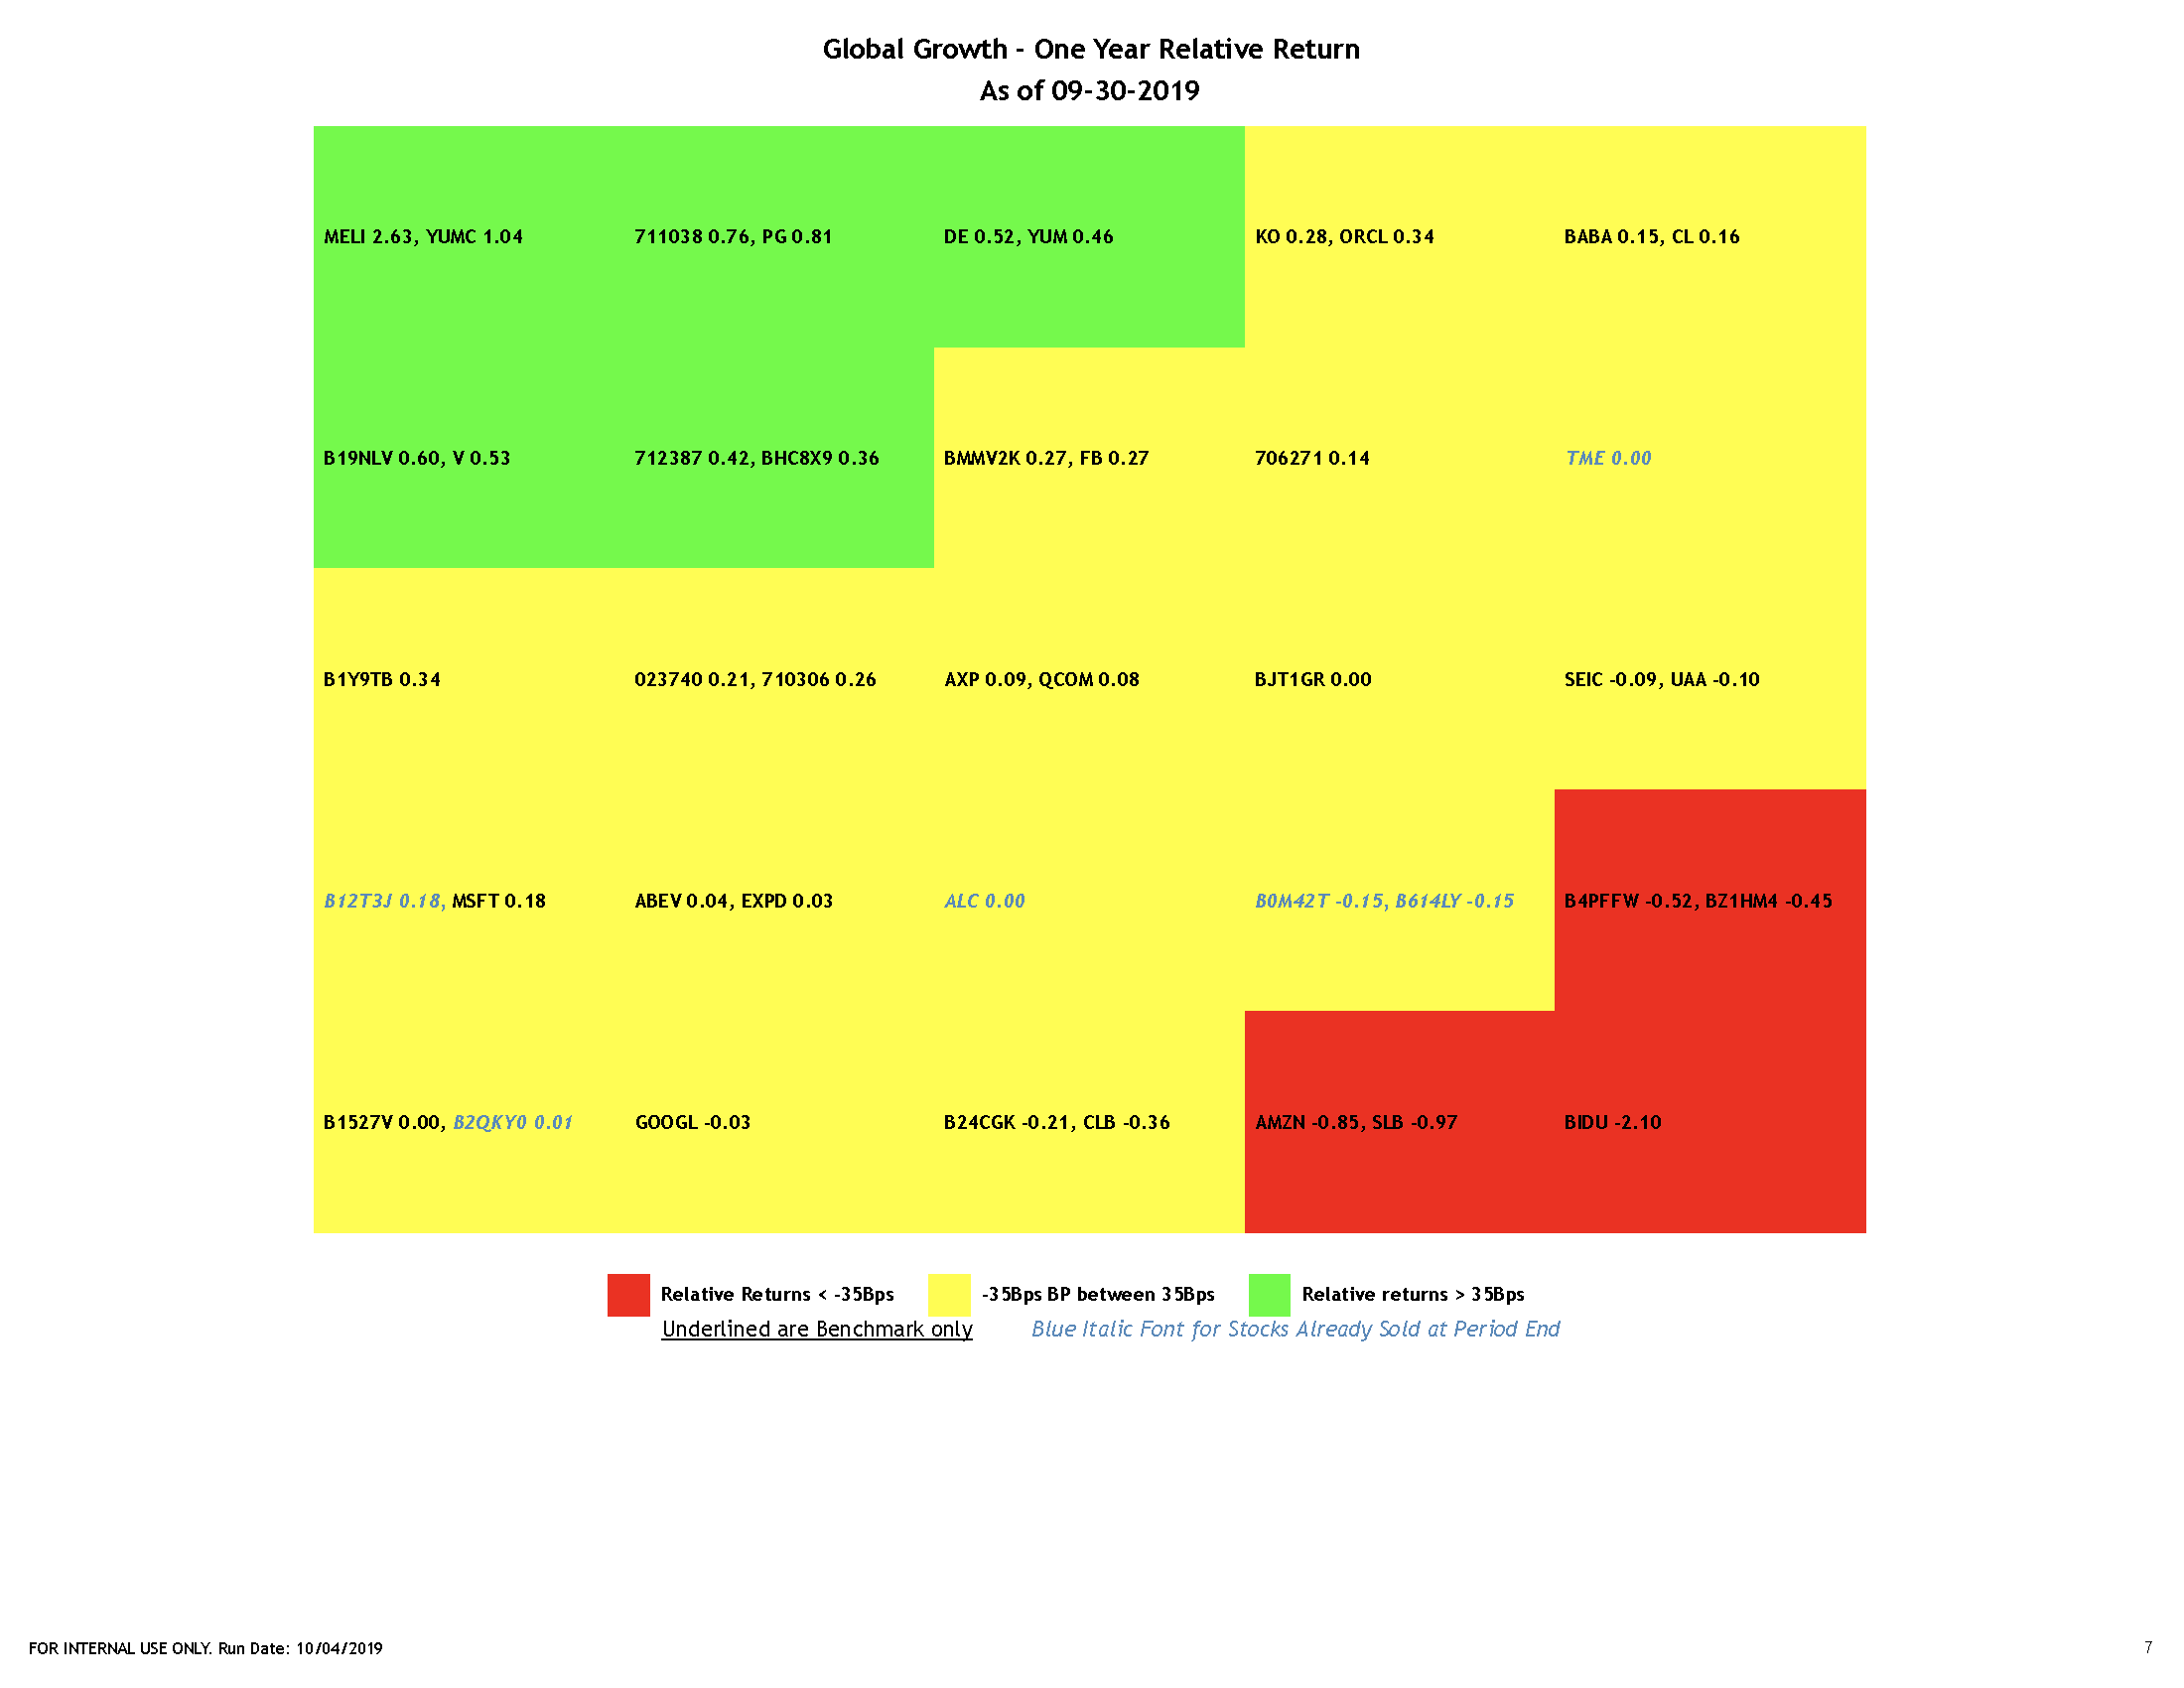 Global Growth - One Year Relative Return
As of 09-30-2019
MELI 2.63, YUMC 1.04
711038 0.76, PG 0.81
DE 0.52, YUM 0.46
KO 0.28, ORCL 0.34
BABA 0.15, CL 0.16
B19NLV 0.60, V 0.53
712387 0.42, BHC8X9 0.36
BMMV2K 0.27, FB 0.27
706271 0.14
TME 0.00
B1Y9TB 0.34
023740 0.21, 710306 0.26
AXP 0.09, QCOM 0.08
BJT1GR 0.00
SEIC -0.09, UAA -0.10
B12T3J 0.18, MSFT 0.18
ABEV 0.04, EXPD 0.03
ALC 0.00
B0M42T -0.15, B614LY -0.15
B4PFFW -0.52, BZ1HM4 -0.45
B1527V 0.00, B2QKY0 0.01
GOOGL -0.03
B24CGK -0.21, CLB -0.36
AMZN -0.85, SLB -0.97
BIDU -2.10
Relative Returns < -35Bps
-35Bps BP between 35Bps
Relative returns > 35Bps
Underlined are Benchmark only
Blue Italic Font for Stocks Already Sold at Period End
FOR INTERNAL USE ONLY. Run Date: 10/04/2019
7